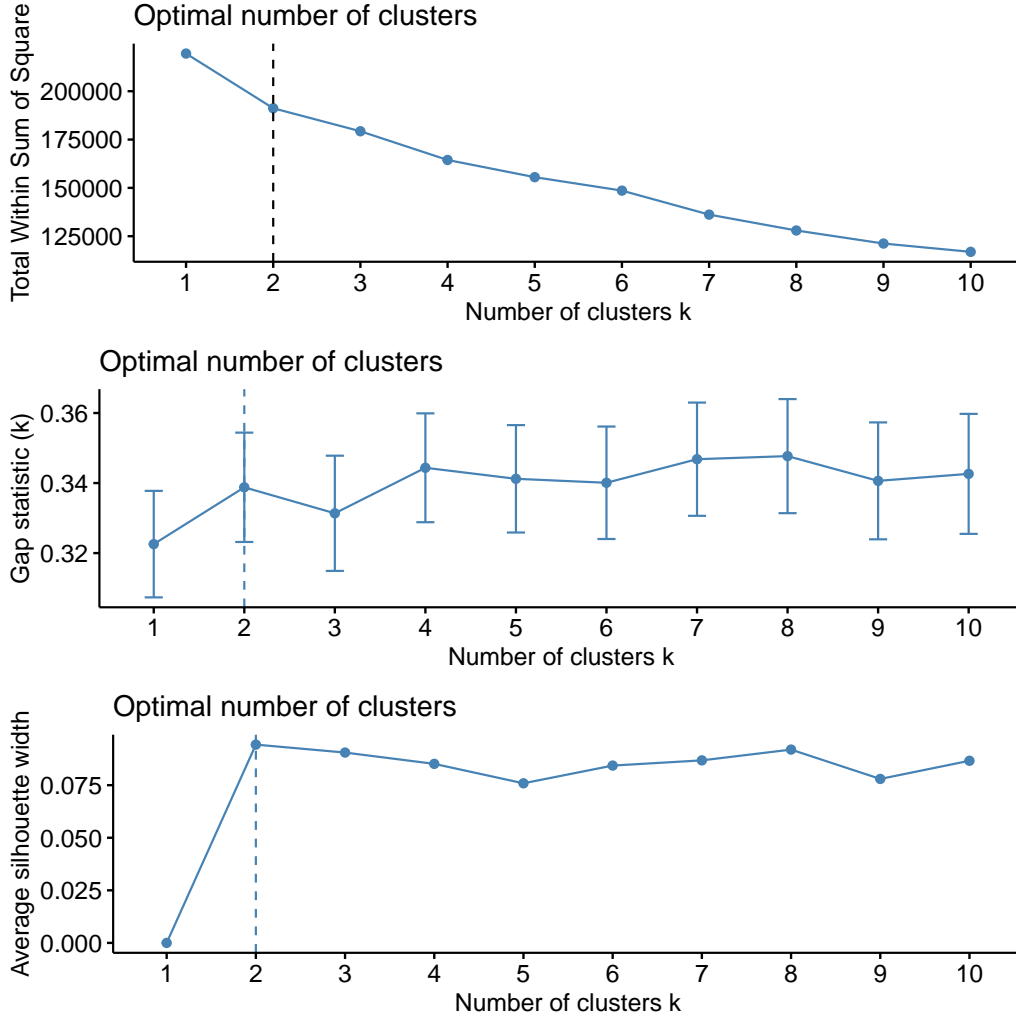 Optimal number of clusters
Total Within Sum of Square
200000
175000
150000
125000
1 2 3 4 5 6 7 8 9 10
Number of clusters k
Optimal number of clusters
Gap statistic (k)
0.36
0.34
0.32
1 2 3 4 5 6 7 8 9 10
Number of clusters k
Optimal number of clusters
Average silhouette width
0.075
0.050
0.025
0.000
1 2 3 4 5 6 7 8 9 10
Number of clusters k